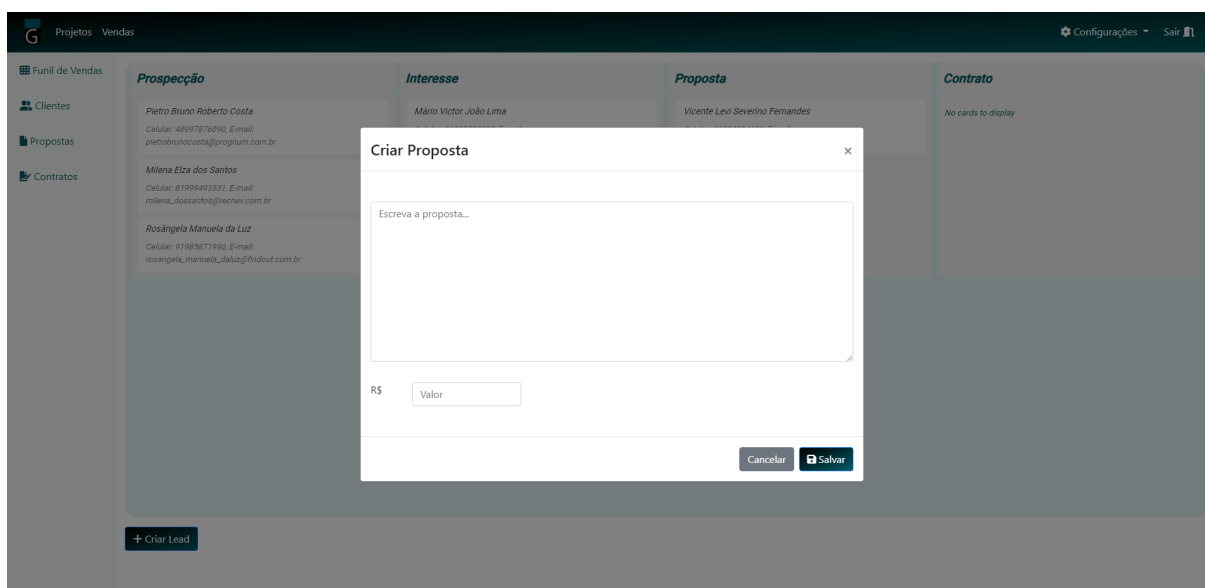 G Projetos Vendas
Configurações Sair
Funil de Vendas
Clientes
Propostas
Contratos
Prospecção
Pietro Bruno Roberto Costa
Celular: 48997876090, E-mail:
pietrobrunocosta@prognum.com.br
Milena Elza dos Santos
Celular: 81999493531, E-mail:
milena_dossantos@recnev.com.br
Rosângela Manuela da Luz
Celular: 91985871990, E-mail:
rosangela_manuela_daluz@findout.com.br
Interesse
Mário Victor João Lima
Proposta
Vicente Levi Severino Fernandes
Contrato
No cards to display
Criar Proposta ×
Escreva a proposta...
R$ Valor
Cancelar Salvar
+ Criar Lead